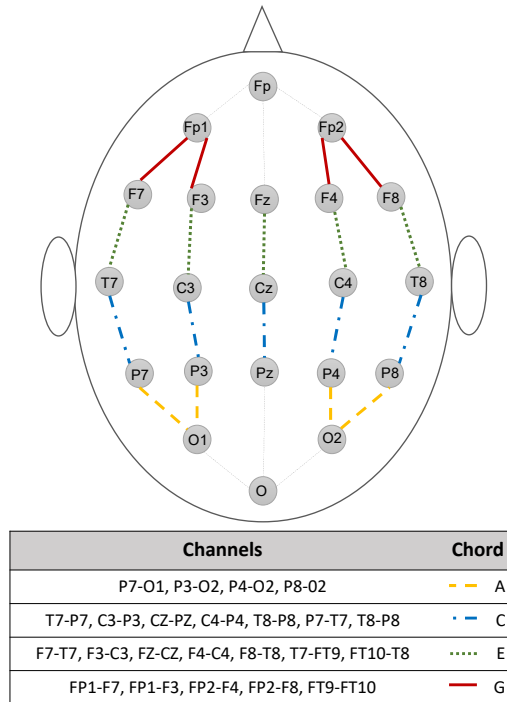 Fp
Fp1 Fp2
F7 F3 Fz F4 F8
T7 C3 Cz C4 T8
P7 P3 Pz P4 P8
O1 O2
O
Channels Chord
P7-O1, P3-O2, P4-O2, P8-02 A
T7-P7, C3-P3, CZ-PZ, C4-P4, T8-P8, P7-T7, T8-P8 C
F7-T7, F3-C3, FZ-CZ, F4-C4, F8-T8, T7-FT9, FT10-T8 E
FP1-F7, FP1-F3, FP2-F4, FP2-F8, FT9-FT10 G